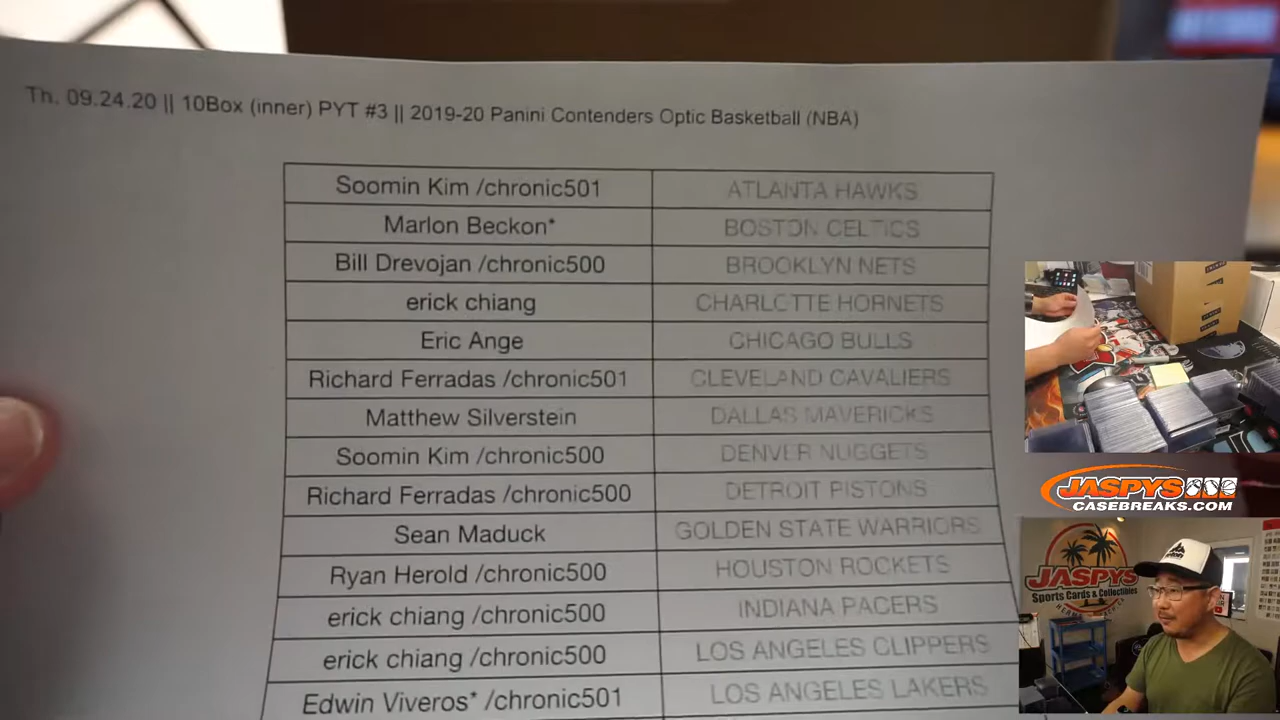 Th. 09.24.20 || 10Box (inner) PYT #3 || 2019-20 Panini Contenders Optic Basketball (NBA)
Soomin Kim /chronic501 ATLANTA HAWKS
Marlon Beckon* BOSTON CELTICS
Bill Drevojan /chronic500 BROOKLYN NETS
erick chiang CHARLOTTE HORNETS
Eric Ange CHICAGO BULLS
Richard Ferradas /chronic501 CLEVELAND CAVALIERS
Matthew Silverstein DALLAS MAVERICKS
Soomin Kim /chronic500 DENVER NUGGETS
Richard Ferradas /chronic500 DETROIT PISTONS
Sean Maduck GOLDEN STATE WARRIORS
Ryan Herold /chronic500 HOUSTON ROCKETS
erick chiang /chronic500 INDIANA PACERS
erick chiang /chronic500 LOS ANGELES CLIPPERS
Edwin Viveros* /chronic501 LOS ANGELES LAKERS
JASPYS
CASEBREAKS.COM
JASPYS
Sports Cards & Collectibles